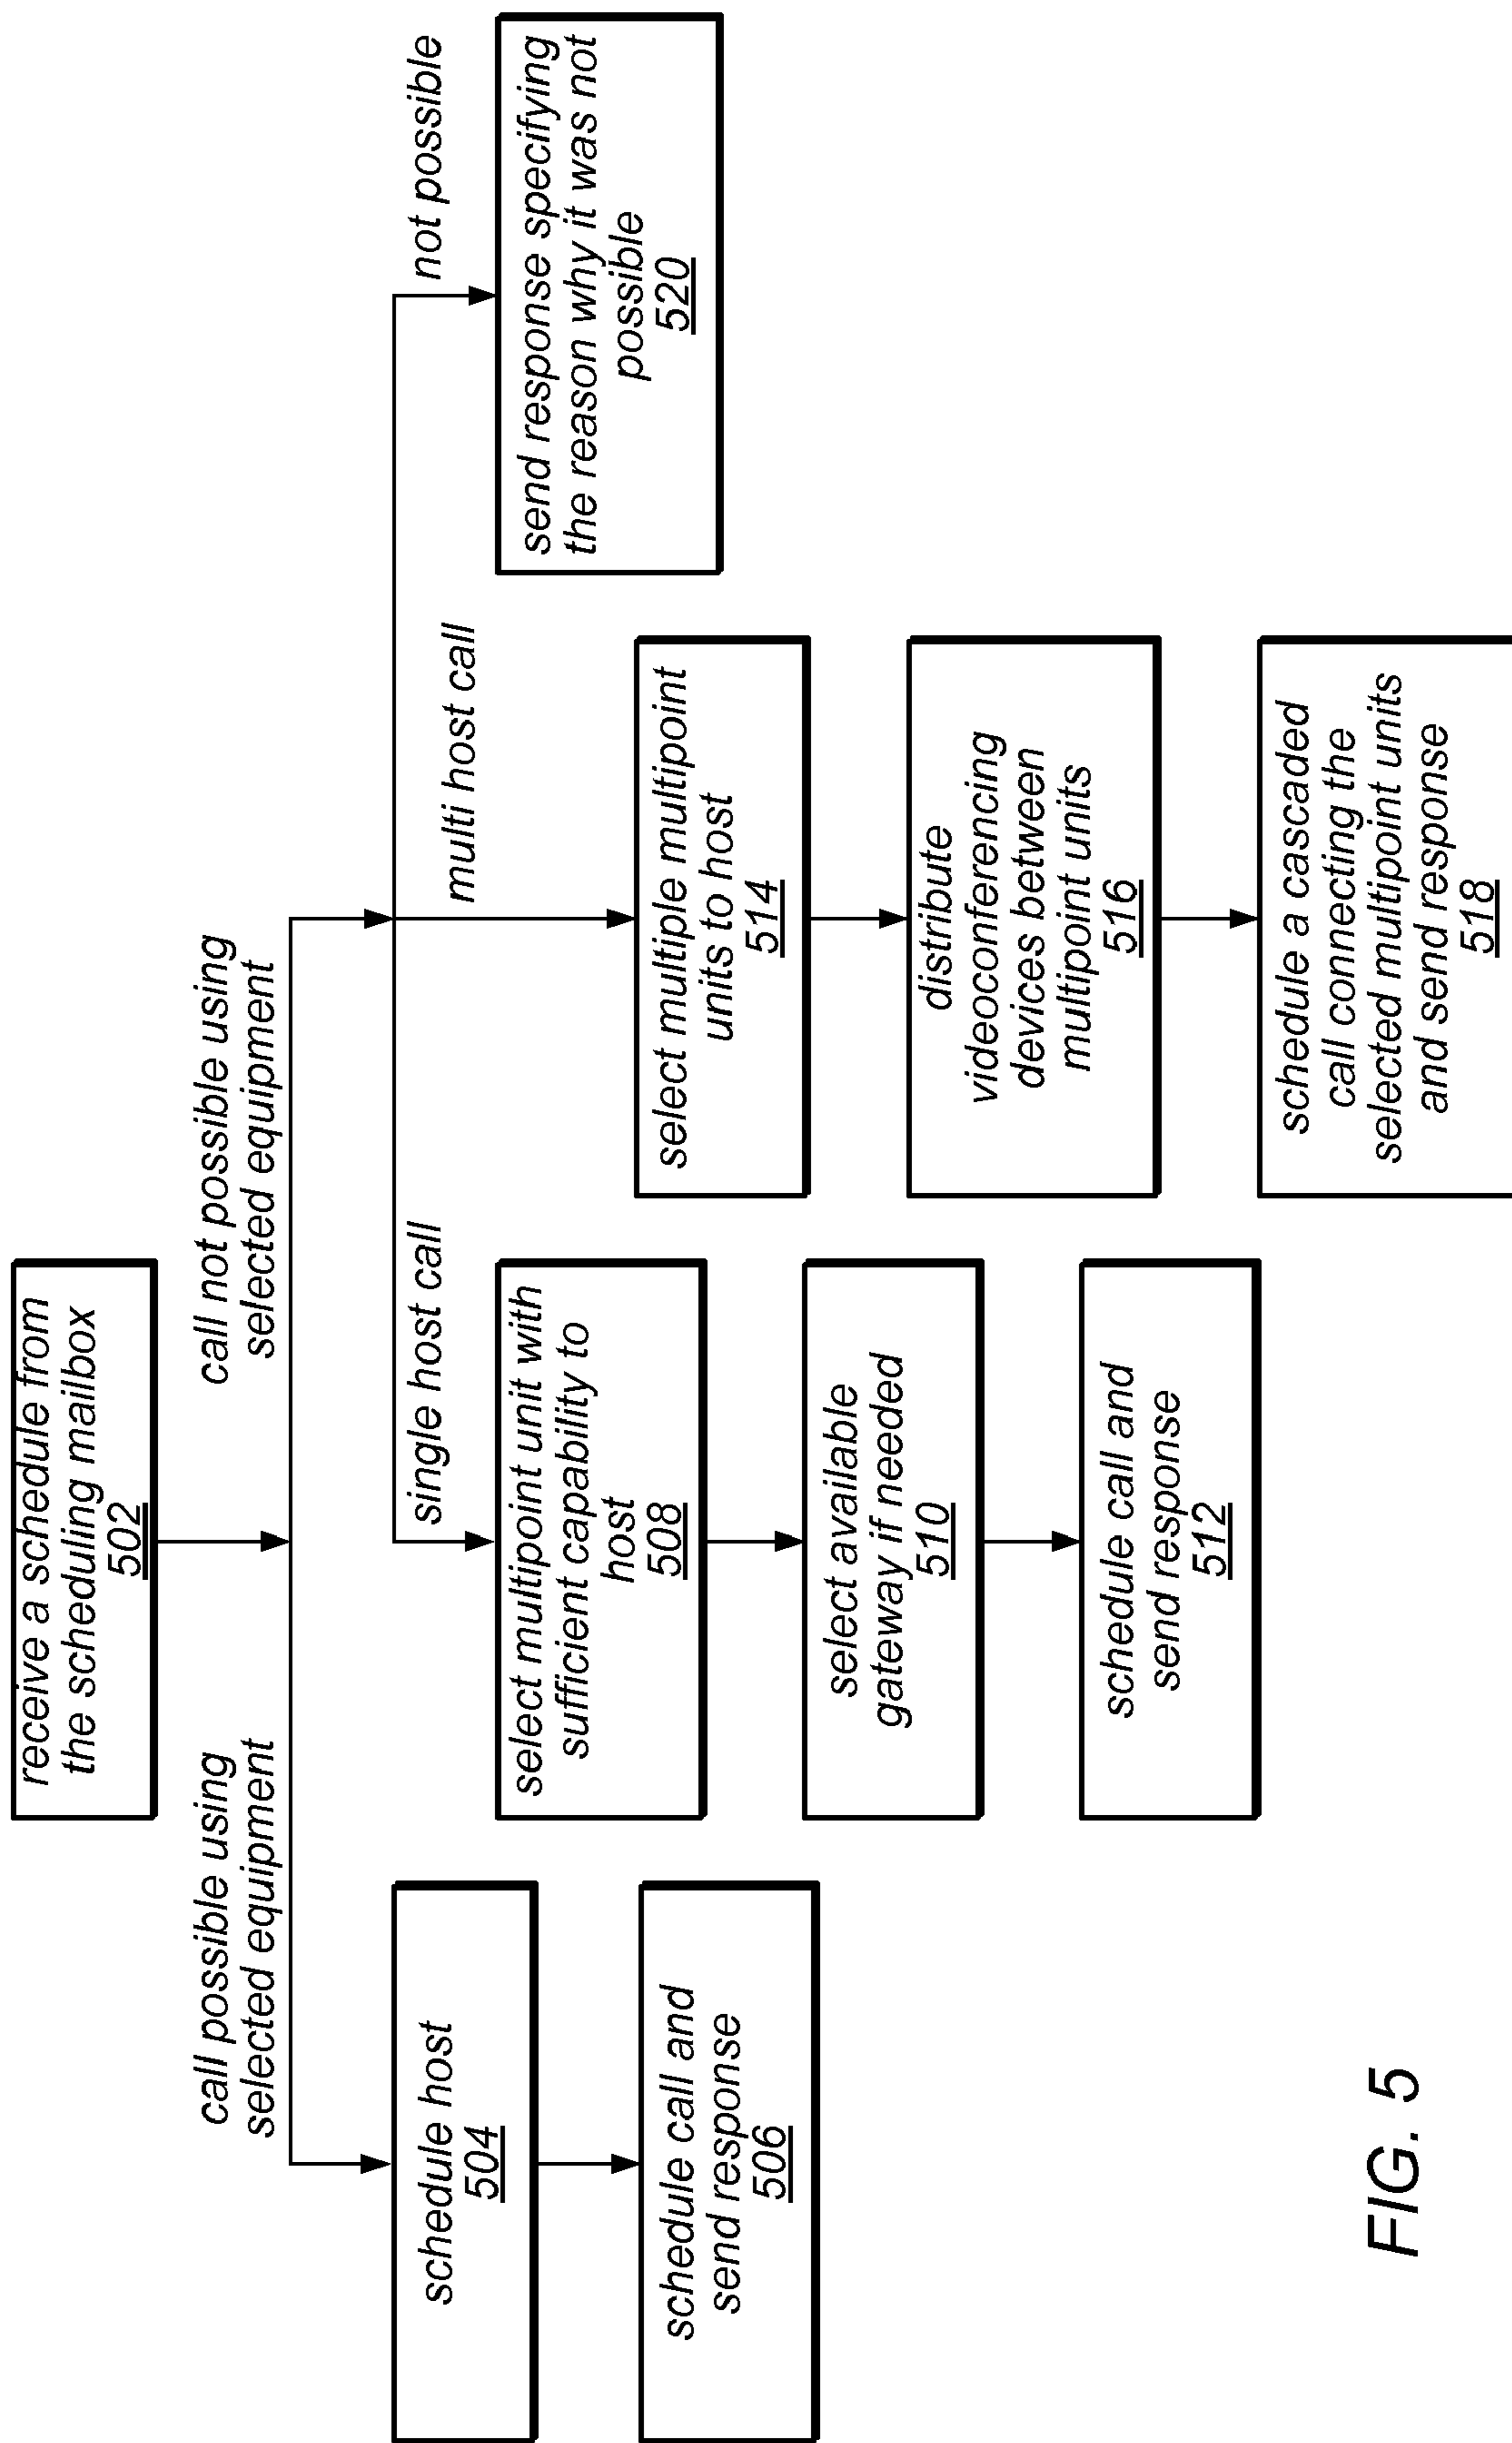 receive a schedule from
the scheduling mailbox
502
call possible using
selected equipment
call not possible using
selected equipment
schedule host
504
schedule call and
send response
506
single host call
select multipoint unit with
sufficient capability to
host
508
select available
gateway if needed
510
schedule call and
send response
512
multi host call
select multiple multipoint
units to host
514
distribute
videoconferencing
devices between
multipoint units
516
schedule a cascaded
call connecting the
selected multipoint units
and send response
518
not possible
send response specifying
the reason why it was not
possible
520
FIG. 5